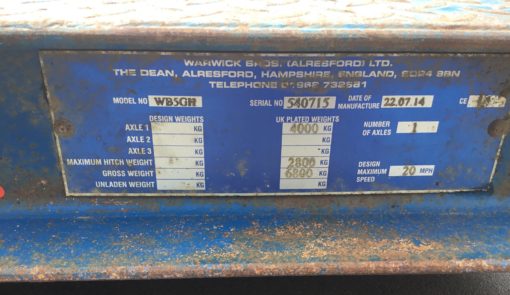 WARWICK BROS. (ALRESFORD) LTD.
THE DEAN, ALRESFORD, HAMPSHIRE, ENGLAND, SO24 9BN
TELEPHONE 01962 732681
MODEL NO WB5GH SERIAL NO 540715 DATE OF MANUFACTURE 22.07.14 CE
DESIGN WEIGHTS UK PLATED WEIGHTS
AXLE 1 KG 4000 KG NUMBER OF AXLES 1
AXLE 2 KG KG
AXLE 3 KG KG
MAXIMUM HITCH WEIGHT KG 2800 KG
GROSS WEIGHT KG 6800 KG DESIGN MAXIMUM SPEED 20 MPH
UNLADEN WEIGHT KG KG